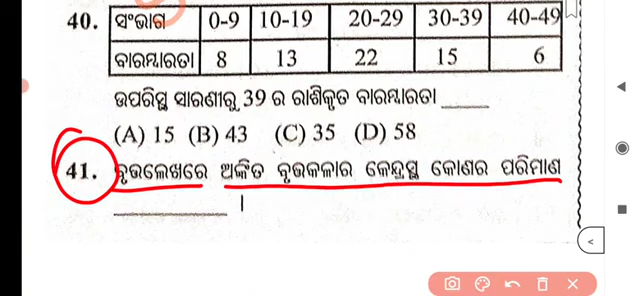 40. ସଂଭାଗ 0-9 10-19 20-29 30-39 40-49
ବାରମ୍ବାରତା 8 13 22 15 6
ଉପରିସ୍ଥ ସାରଣୀରୁ 39 ର ରାଶିକୃତ ବାରମ୍ବାରତା ____
(A) 15 (B) 43 (C) 35 (D) 58
41. ବୃତ୍ତଲେଖରେ ଅଙ୍କିତ ବୃତ୍ତକଳାର କେନ୍ଦ୍ରସ୍ଥ କୋଣର ପରିମାଣ
________ ।